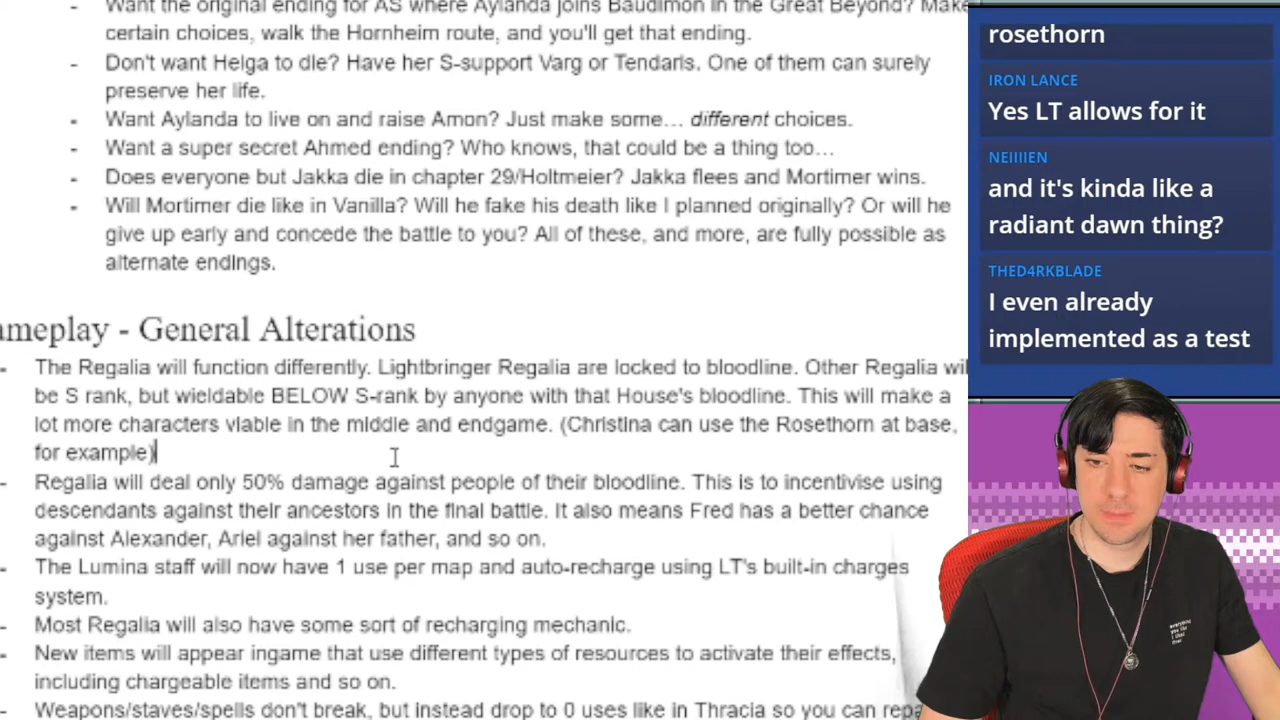 Want the original ending for AS where Aylanda joins Baudimon in the Great Beyond? Make
certain choices, walk the Hornheim route, and you'll get that ending.
- Don't want Helga to die? Have her S-support Varg or Tendaris. One of them can surely
preserve her life.
- Want Aylanda to live on and raise Amon? Just make some... different choices.
- Want a super secret Ahmed ending? Who knows, that could be a thing too...
- Does everyone but Jakka die in chapter 29/Holtmeier? Jakka flees and Mortimer wins.
- Will Mortimer die like in Vanilla? Will he fake his death like I planned originally? Or will he
give up early and concede the battle to you? All of these, and more, are fully possible as
alternate endings.
ameplay - General Alterations
- The Regalia will function differently. Lightbringer Regalia are locked to bloodline. Other Regalia wil
be S rank, but wieldable BELOW S-rank by anyone with that House's bloodline. This will make a
lot more characters viable in the middle and endgame. (Christina can use the Rosethorn at base,
for example)
- Regalia will deal only 50% damage against people of their bloodline. This is to incentivise using
descendants against their ancestors in the final battle. It also means Fred has a better chance
against Alexander, Ariel against her father, and so on.
- The Lumina staff will now have 1 use per map and auto-recharge using LT's built-in charges
system.
- Most Regalia will also have some sort of recharging mechanic.
- New items will appear ingame that use different types of resources to activate their effects,
including chargeable items and so on.
- Weapons/staves/spells don't break, but instead drop to 0 uses like in Thracia so you can repa
rosethorn
IRON LANCE
Yes LT allows for it
NEIIIIEN
and it's kinda like a
radiant dawn thing?
THED4RKBLADE
I even already
implemented as a test